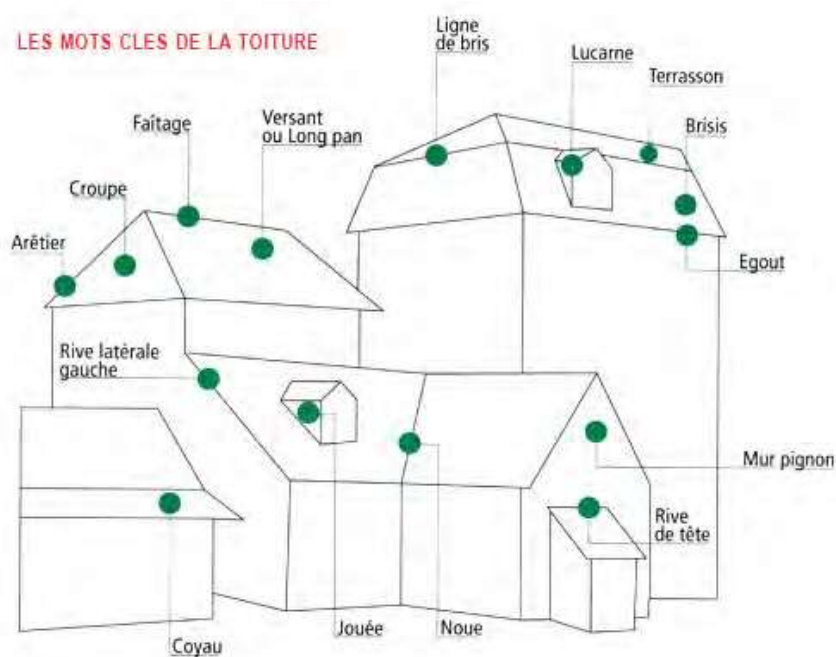 LES MOTS CLES DE LA TOITURE
Ligne
de bris
Lucarne
Terrasson
Faîtage
Versant
ou Long pan
Brisis
Croupe
Arêtier
Egout
Rive latérale
gauche
Mur pignon
Rive
de tête
Jouée
Noue
Coyau